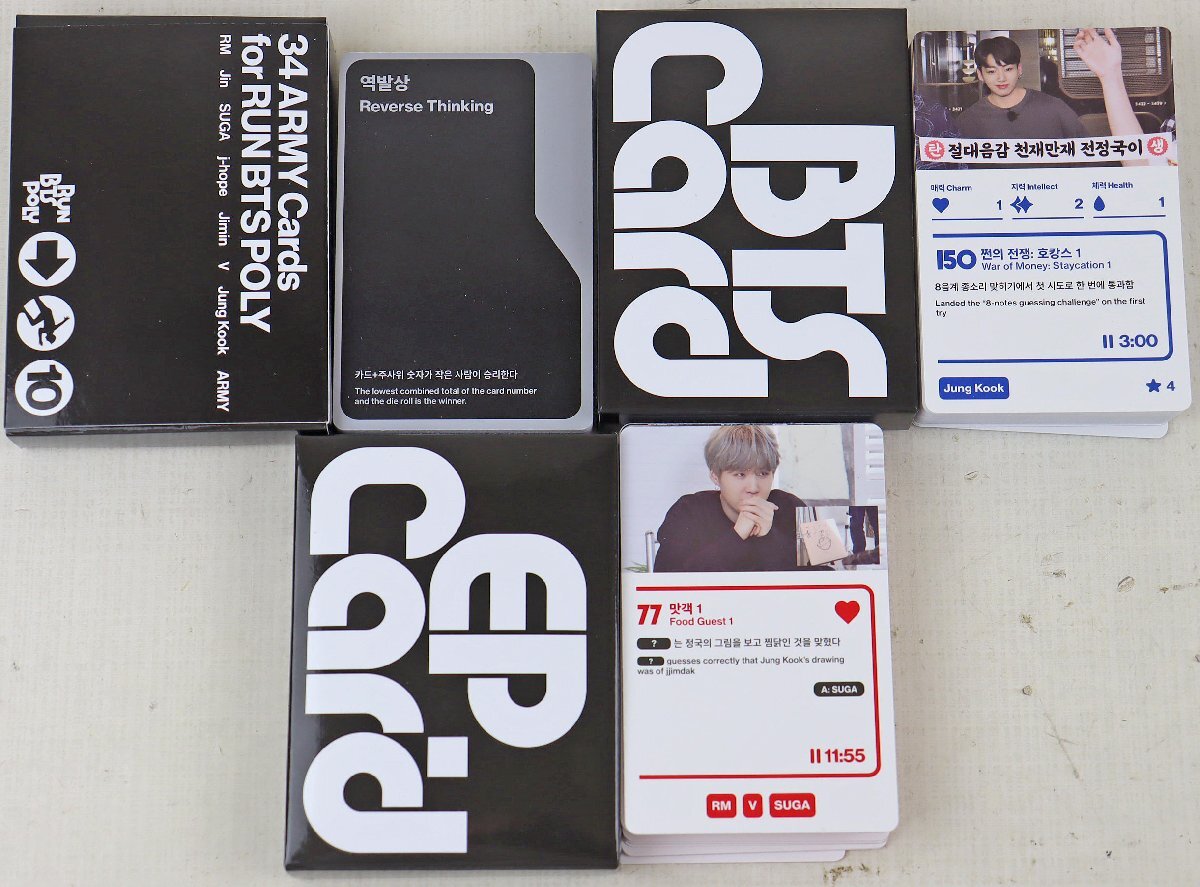 34 ARMY Cards
for RUN BTS POLY
RM Jin SUGA j-hope Jimin V Jung Kook ARMY
RUN
BTS
POLY
10
역발상
Reverse Thinking
카드+주사위 숫자가 작은 사람이 승리한다
The lowest combined total of the card number
and the die roll is the winner.
BTS
Card
탄 절대음감 천재만재 전정국이 생
매력 Charm 지력 Intellect 체력 Health
1 2 1
150 쩐의 전쟁: 호캉스 1
War of Money: Staycation 1
8음계 종소리 맞히기에서 첫 시도로 한 번에 통과함
Landed the "8-notes guessing challenge" on the first
try
3:00
Jung Kook 4
EP
Card
77 맛객 1
Food Guest 1
? 는 정국의 그림을 보고 찜닭인 것을 맞혔다
? guesses correctly that Jung Kook's drawing
was of jjimdak
A: SUGA
11:55
RM V SUGA